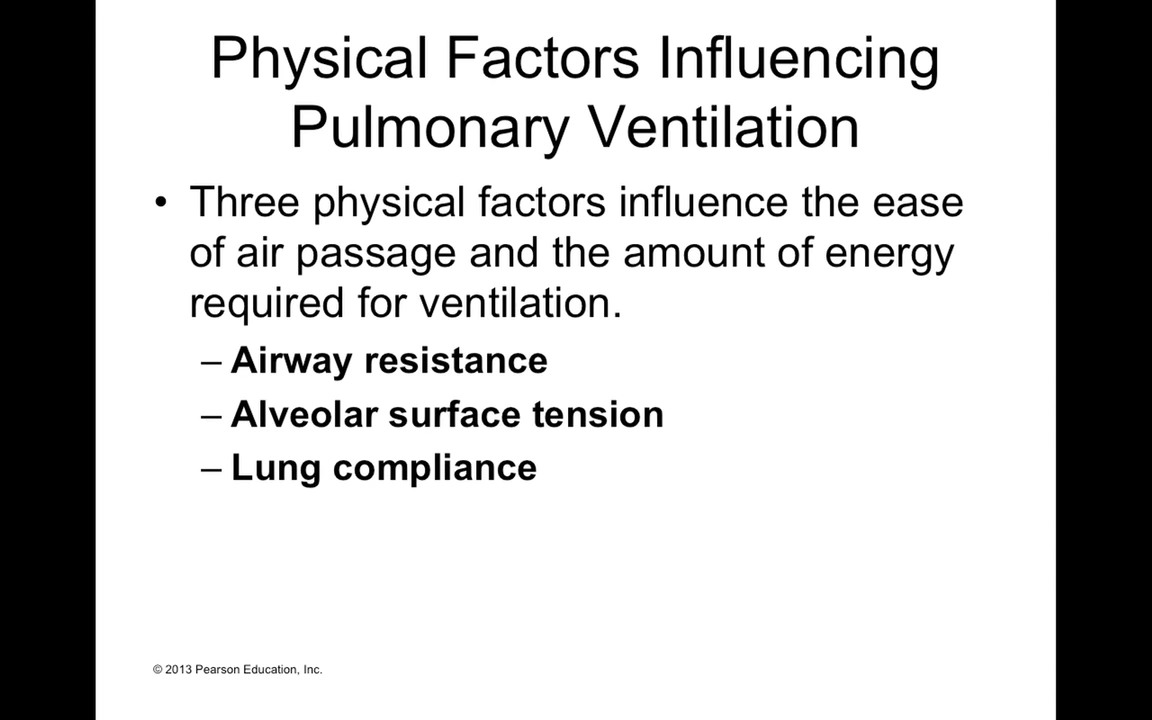 Physical Factors Influencing
Pulmonary Ventilation
• Three physical factors influence the ease
of air passage and the amount of energy
required for ventilation.
– Airway resistance
– Alveolar surface tension
– Lung compliance
© 2013 Pearson Education, Inc.